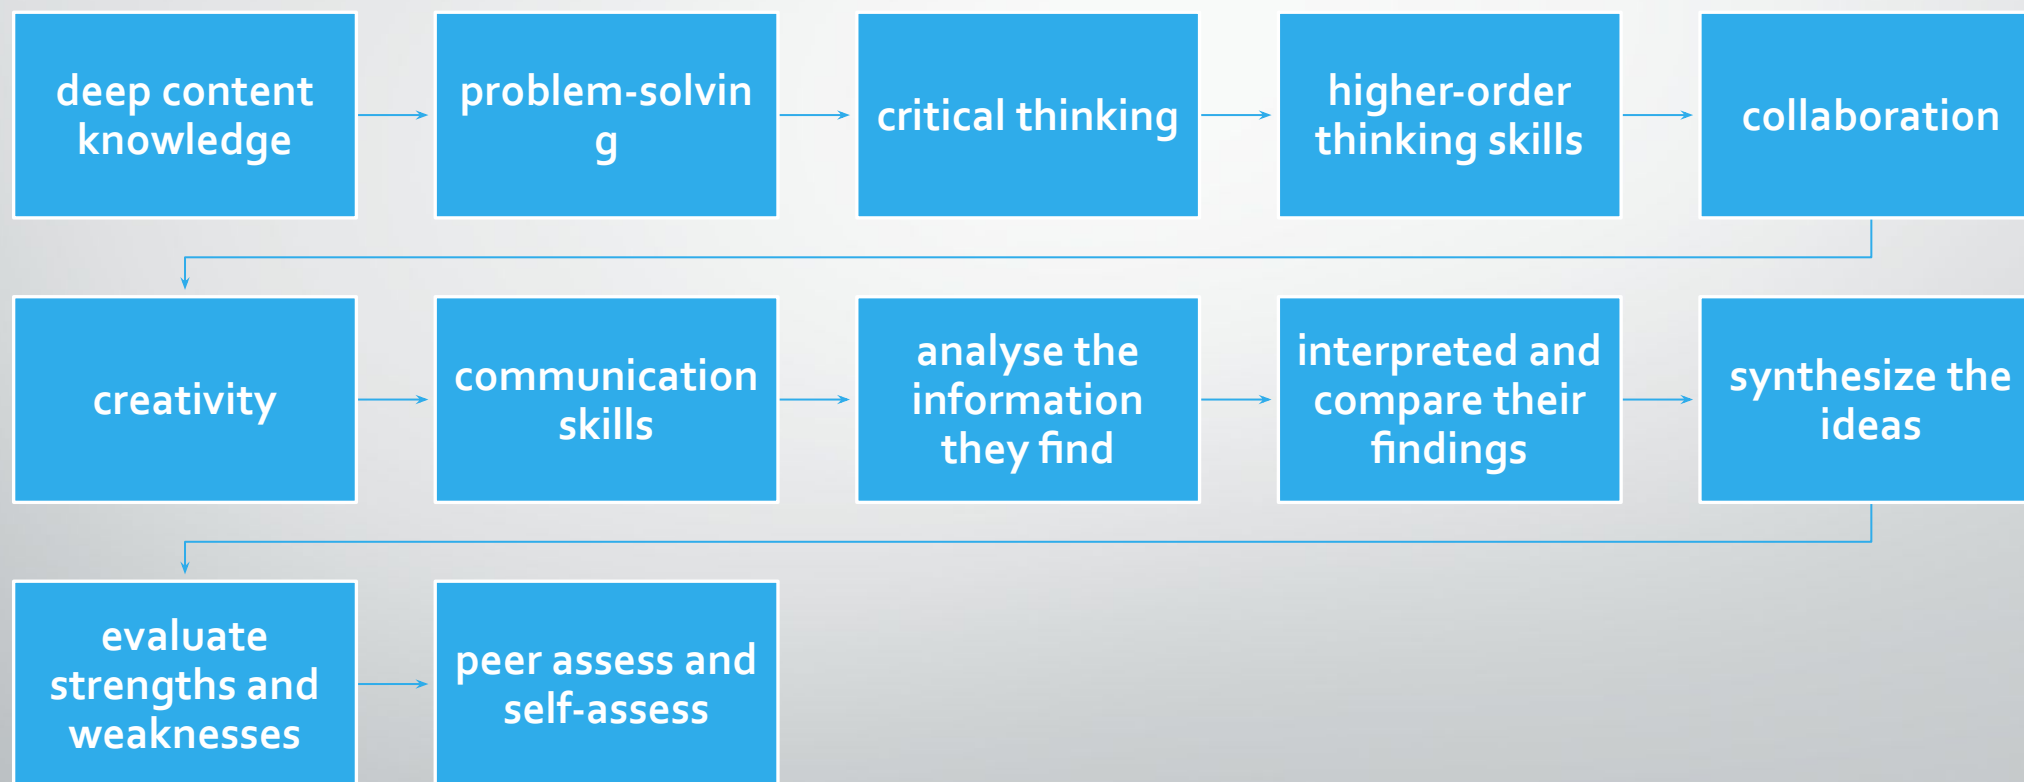 deep content
knowledge
problem-solvin
g
critical thinking
higher-order
thinking skills
collaboration
creativity
communication
skills
analyse the
information
they find
interpreted and
compare their
findings
synthesize the
ideas
evaluate
strengths and
weaknesses
peer assess and
self-assess